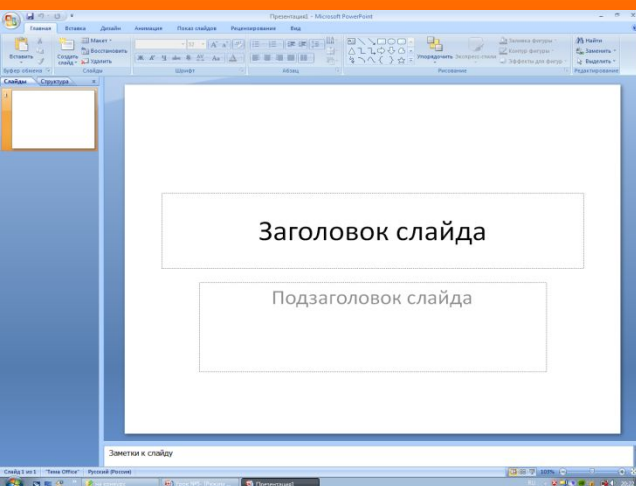 Презентация1 - Microsoft PowerPoint
Главная Вставка Дизайн Анимация Показ слайдов Рецензирование Вид
Вставить
Создать слайд
Макет
Восстановить
Удалить
Упорядочить Экспресс-стили
Заливка фигуры
Контур фигуры
Эффекты для фигур
Найти
Заменить
Выделить
Буфер обмена Слайды Шрифт Абзац Рисование Редактирование
Слайды Структура
1
Заголовок слайда
Подзаголовок слайда
Заметки к слайду
Слайд 1 из 1 "Тема Office" Русский (Россия)
Презентация1